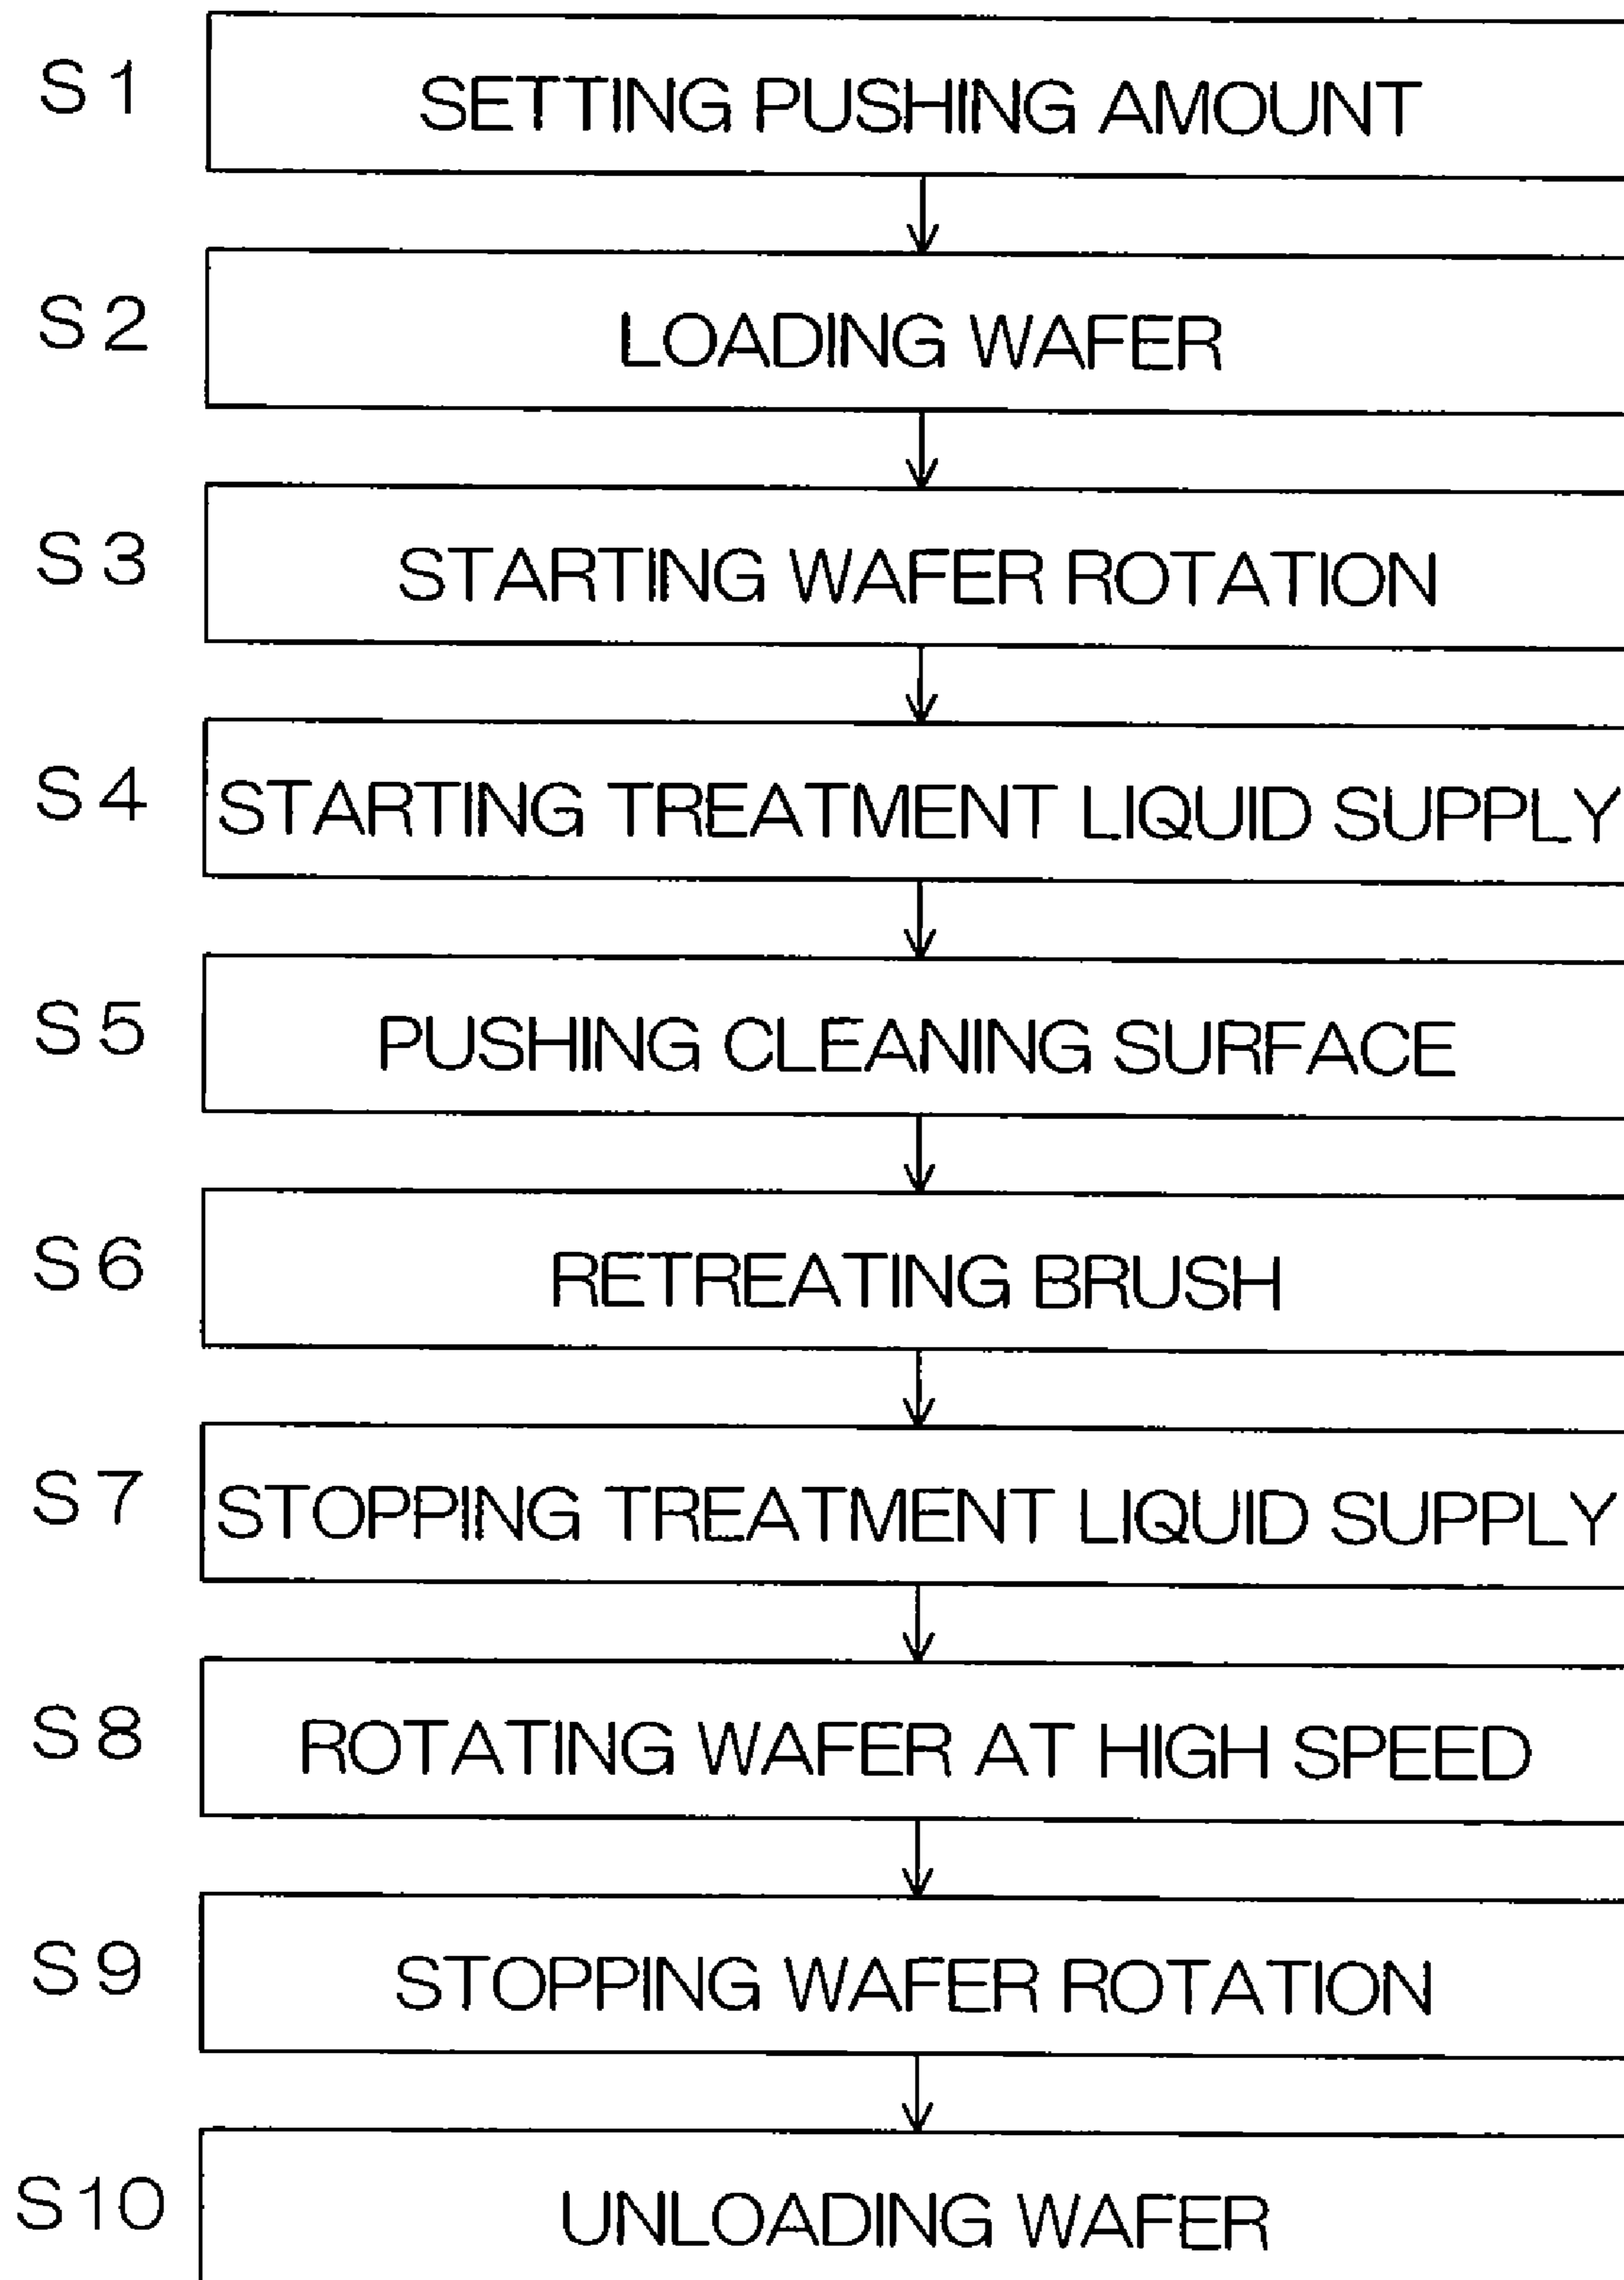 S1 SETTING PUSHING AMOUNT
S2 LOADING WAFER
S3 STARTING WAFER ROTATION
S4 STARTING TREATMENT LIQUID SUPPLY
S5 PUSHING CLEANING SURFACE
S6 RETREATING BRUSH
S7 STOPPING TREATMENT LIQUID SUPPLY
S8 ROTATING WAFER AT HIGH SPEED
S9 STOPPING WAFER ROTATION
S10 UNLOADING WAFER